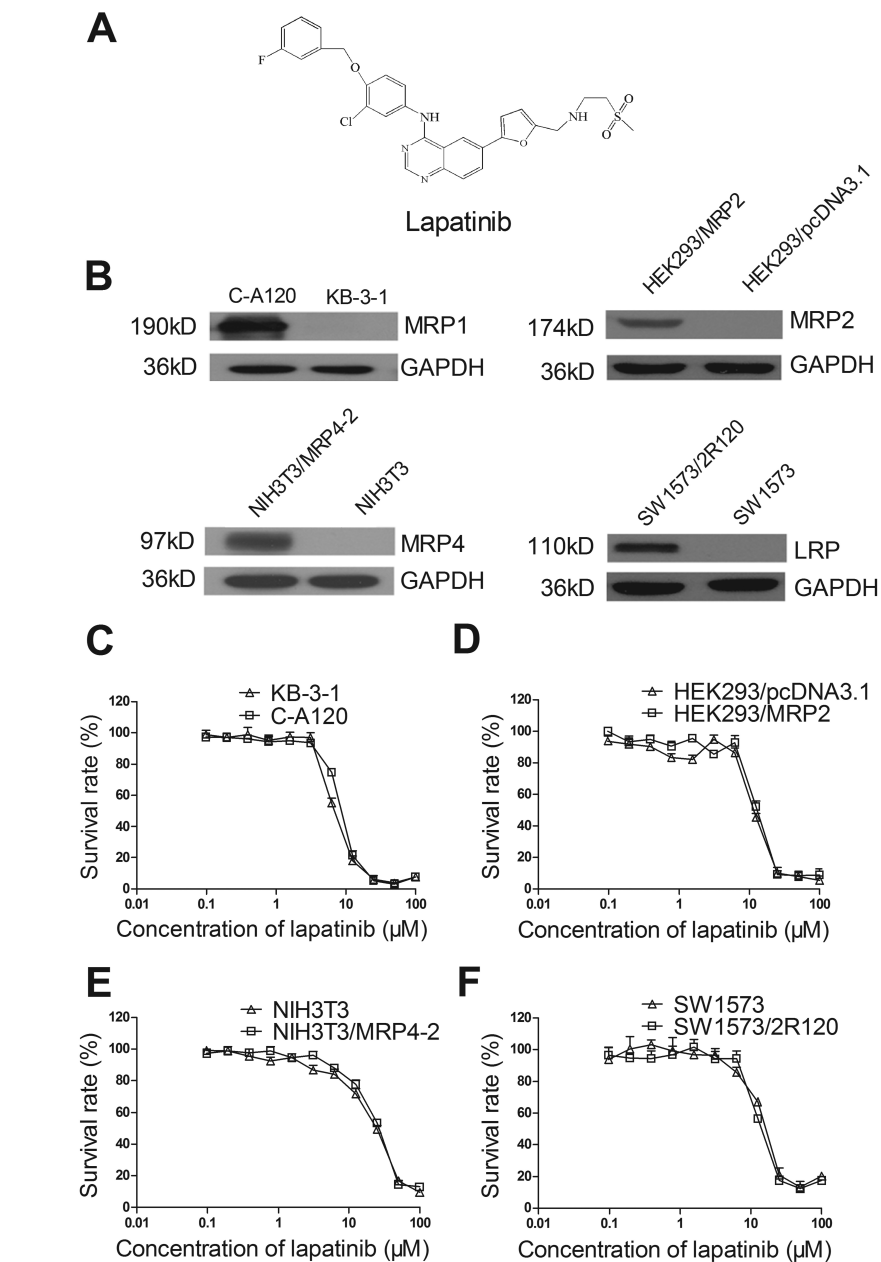 A
F
O
Cl
NH
N
N
O
NH
O
S
O
Lapatinib
B
C-A120 KB-3-1
190kD MRP1
36kD GAPDH
HEK293/MRP2 HEK293/pcDNA3.1
174kD MRP2
36kD GAPDH
NIH3T3/MRP4-2 NIH3T3
97kD MRP4
36kD GAPDH
SW1573/2R120 SW1573
110kD LRP
36kD GAPDH
C
KB-3-1
C-A120
Survival rate (%)
120
100
80
60
40
20
0
0.01 0.1 1 10 100
Concentration of lapatinib (µM)
D
HEK293/pcDNA3.1
HEK293/MRP2
Survival rate (%)
120
100
80
60
40
20
0
0.01 0.1 1 10 100
Concentration of lapatinib (µM)
E
NIH3T3
NIH3T3/MRP4-2
Survival rate (%)
120
100
80
60
40
20
0
0.01 0.1 1 10 100
Concentration of lapatinib (µM)
F
SW1573
SW1573/2R120
Survival rate (%)
120
100
80
60
40
20
0
0.01 0.1 1 10 100
Concentration of lapatinib (µM)